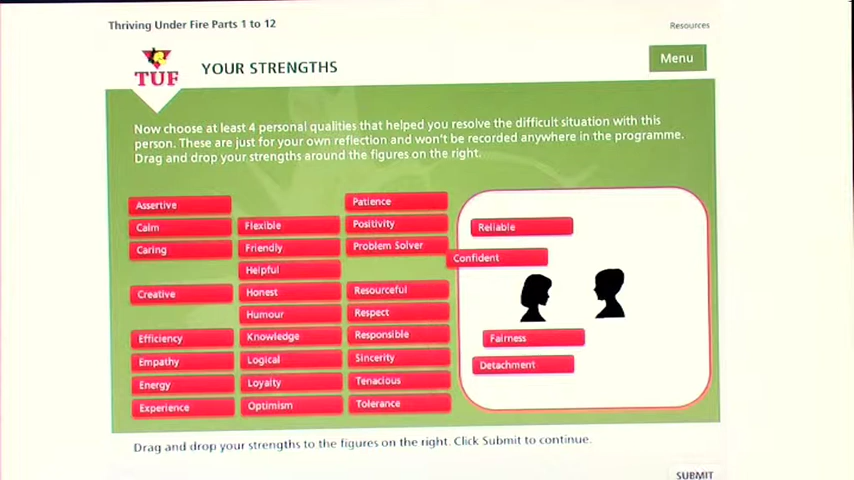 Thriving Under Fire Parts 1 to 12
Resources
TUF
YOUR STRENGTHS
Menu
Now choose at least 4 personal qualities that helped you resolve the difficult situation with this
person. These are just for your own reflection and won't be recorded anywhere in the programme.
Drag and drop your strengths around the figures on the right.
Assertive
Calm
Caring
Creative
Efficiency
Empathy
Energy
Experience
Flexible
Friendly
Helpful
Honest
Humour
Knowledge
Logical
Loyalty
Optimism
Patience
Positivity
Problem Solver
Resourceful
Respect
Responsible
Sincerity
Tenacious
Tolerance
Reliable
Confident
Fairness
Detachment
Drag and drop your strengths to the figures on the right. Click Submit to continue.
SUBMIT